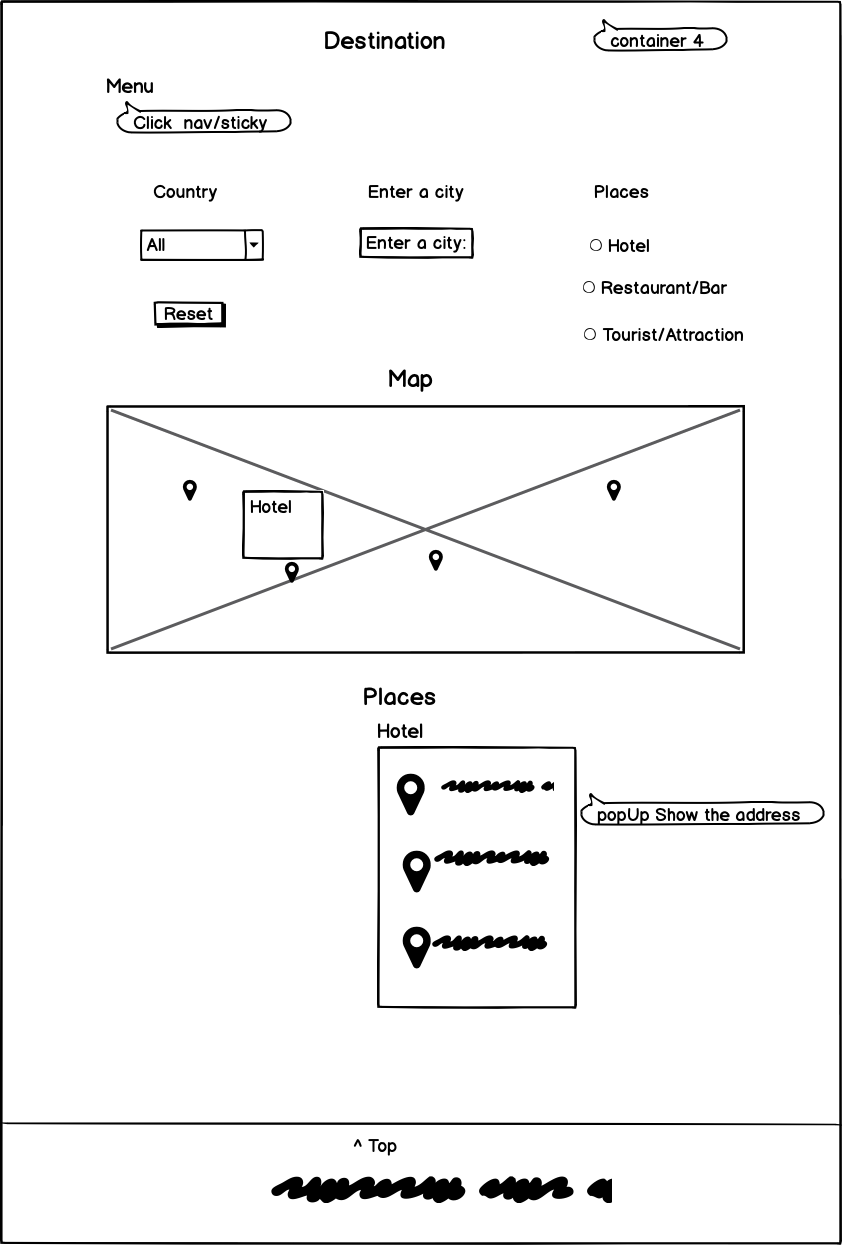 Destination
container 4
Menu
Click nav/sticky
Country
Enter a city
Places
All
Enter a city:
Hotel
Restaurant/Bar
Reset
Tourist/Attraction
Map
Hotel
Places
Hotel
popUp Show the address
^ Top